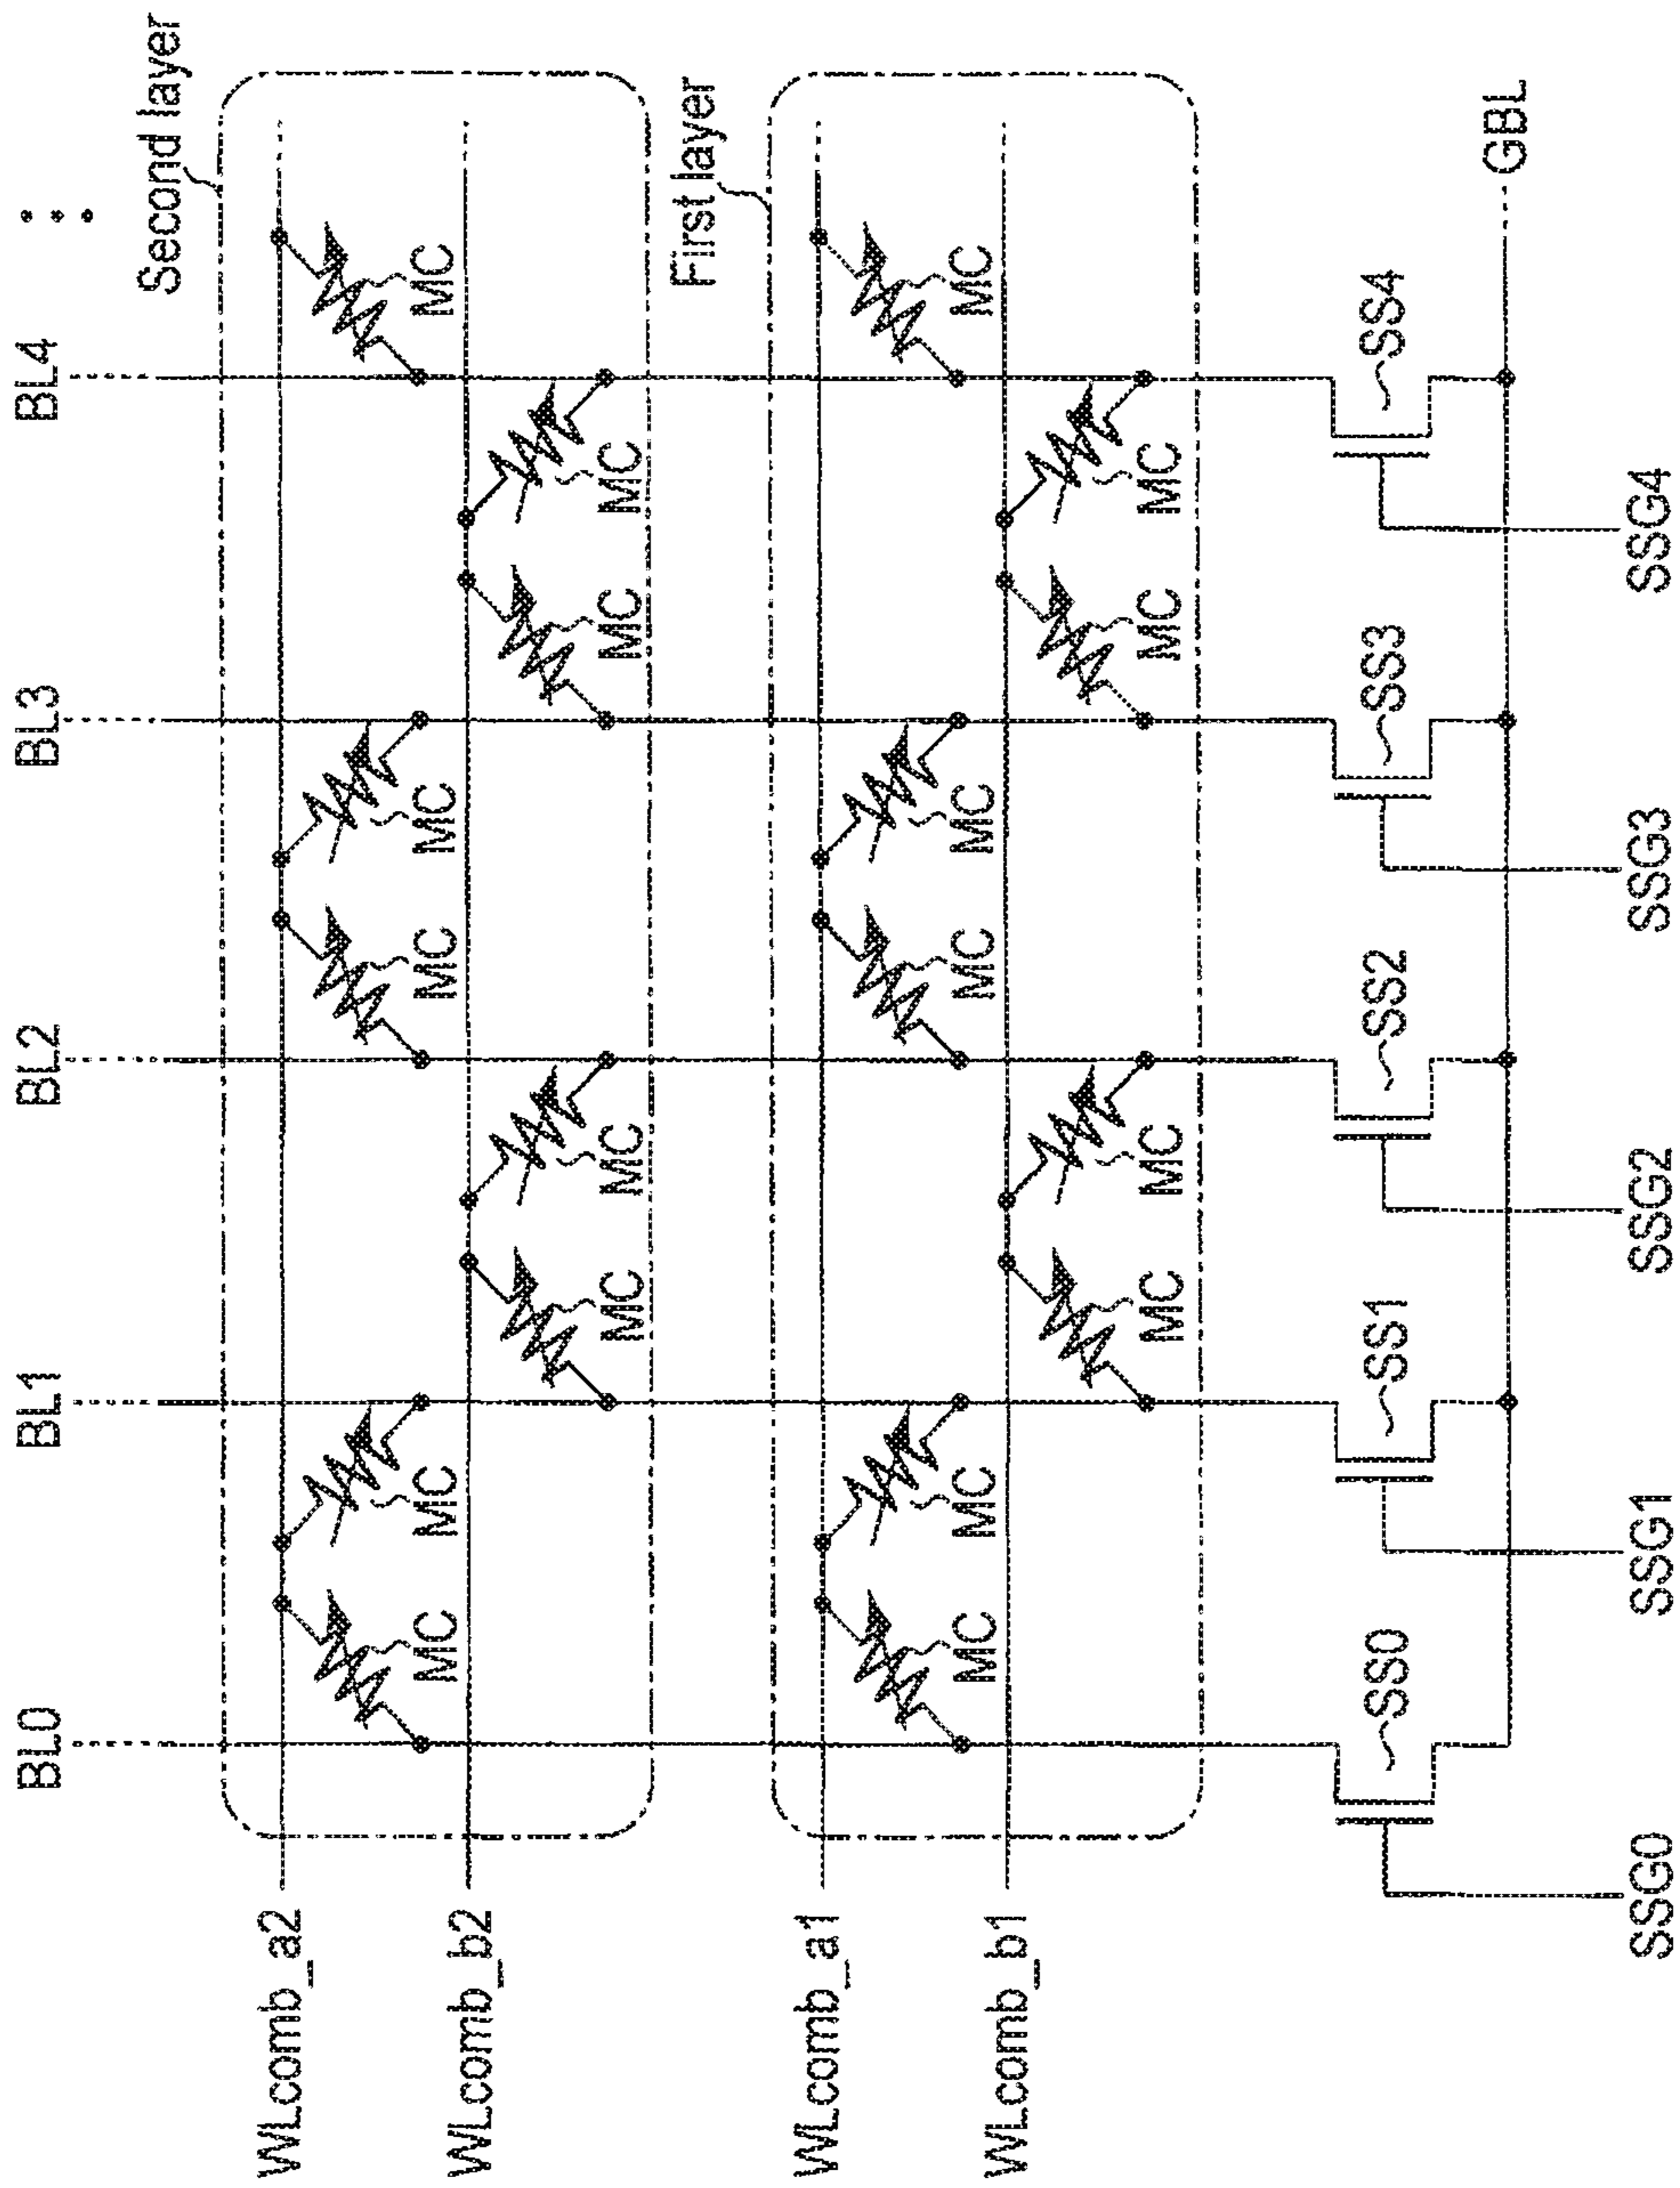 BL0 BL1 BL2 BL3 BL4
Second layer
WLcomb_a2
MC MC MC MC MC
WLcomb_b2
MC MC MC MC
First layer
WLcomb_a1
MC MC MC MC MC
WLcomb_b1
MC MC MC MC
SS0 SS1 SS2 SS3 SS4
GBL
SSG0 SSG1 SSG2 SSG3 SSG4